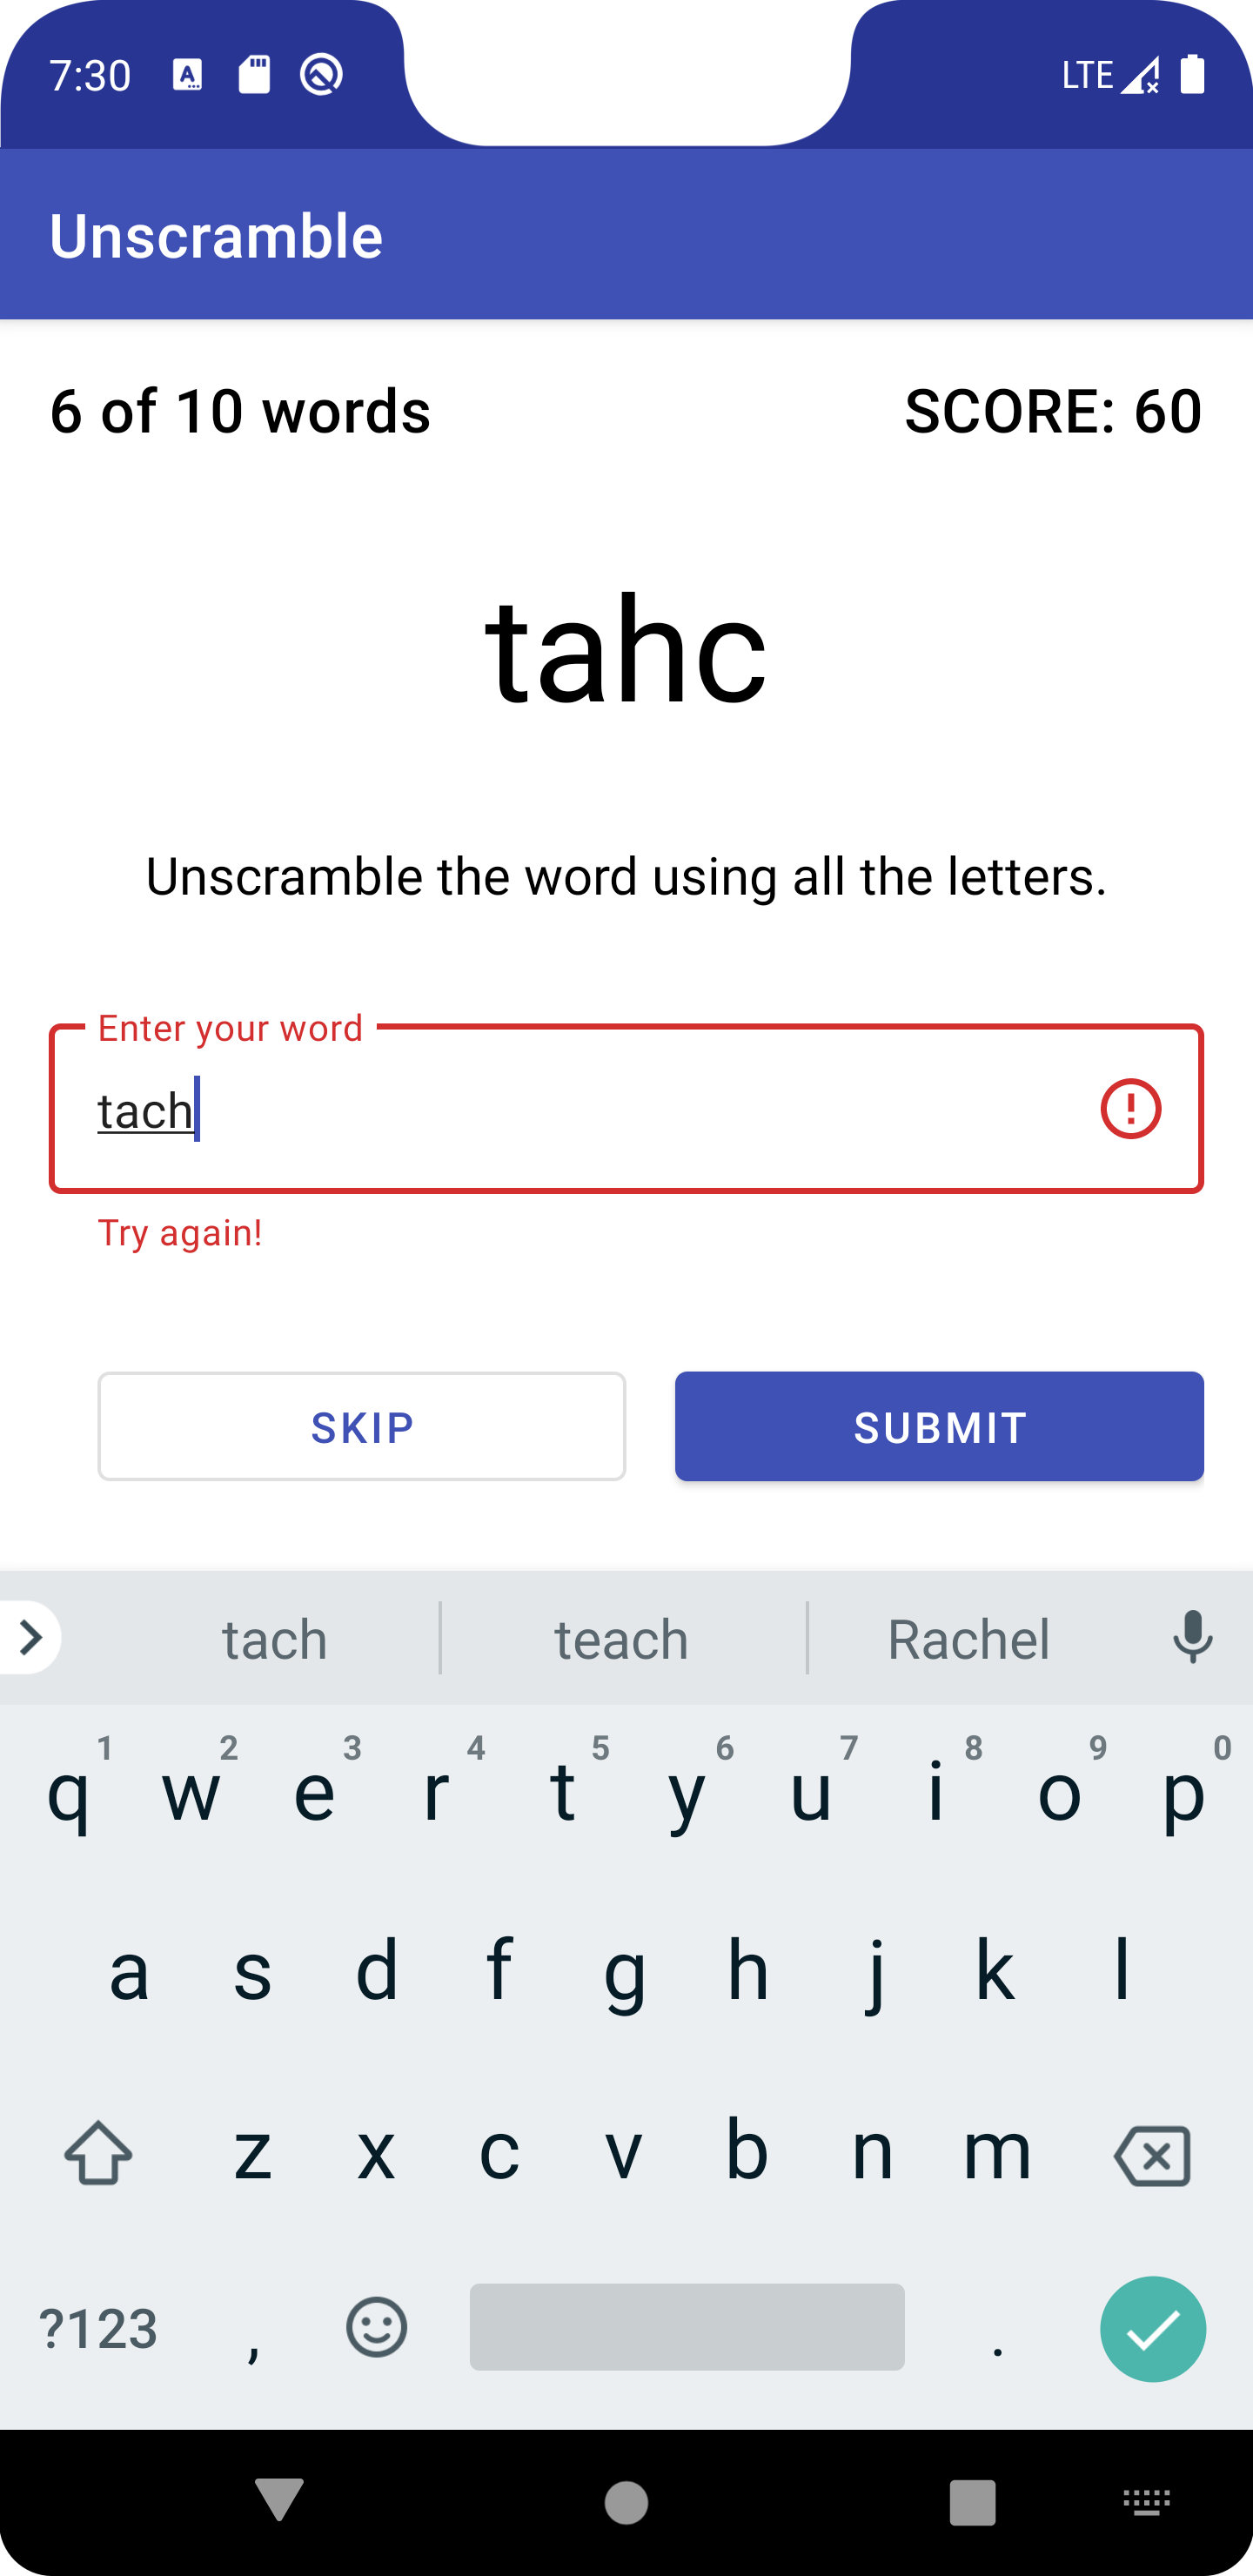 7:30 LTE
Unscramble
6 of 10 words SCORE: 60
tahc
Unscramble the word using all the letters.
Enter your word
tach
Try again!
SKIP SUBMIT
tach teach Rachel
1 2 3 4 5 6 7 8 9 0
q w e r t y u i o p
a s d f g h j k l
z x c v b n m
?123 , .